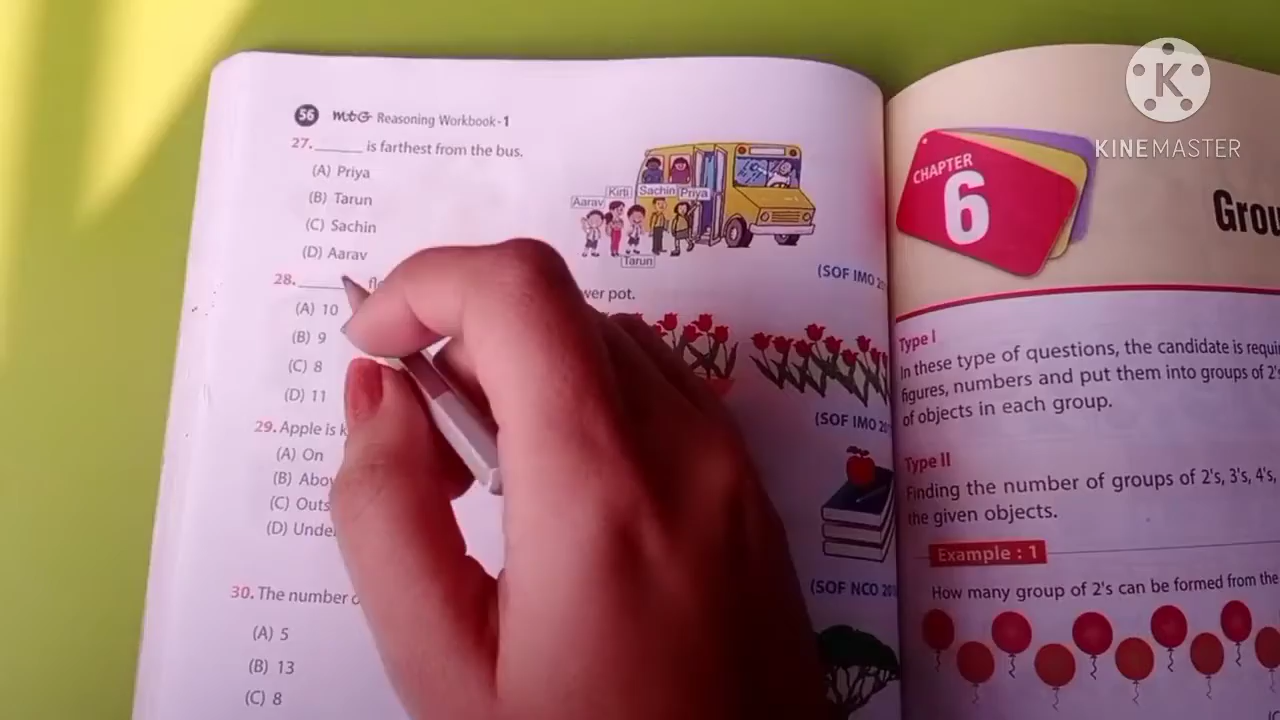 56 MtG Reasoning Workbook-1
27. ______ is farthest from the bus.
(A) Priya
(B) Tarun
(C) Sachin
(D) Aarav
Aarav Kirti Sachin Priya
Tarun
(SOF IMO
28. ______ wer pot.
(A) 10
(B) 9
(C) 8
(D) 11
(SOF IMO
29. Apple is
(A) On
(B) Abov
(C) Outs
(D) Unde
(SOF NCO
30. The number
(A) 5
(B) 13
(C) 8
CHAPTER
6
Grou
Type I
In these type of questions, the candidate is requi
figures, numbers and put them into groups of 2's
of objects in each group.
Type II
Finding the number of groups of 2's, 3's, 4's,
the given objects.
Example : 1
How many group of 2's can be formed from the
K
KINEMASTER